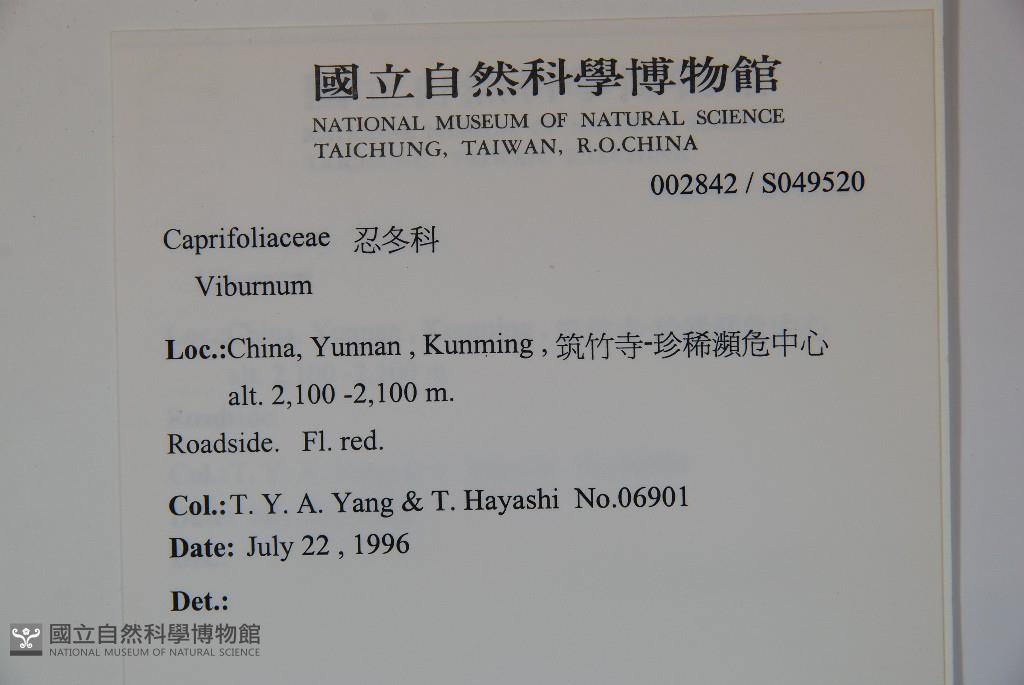 國立自然科學博物館
NATIONAL MUSEUM OF NATURAL SCIENCE
TAICHUNG, TAIWAN, R.O.CHINA
002842 / S049520
Caprifoliaceae 忍冬科
Viburnum
Loc.:China, Yunnan , Kunming , 筑竹寺-珍稀瀕危中心
alt. 2,100 -2,100 m.
Roadside. Fl. red.
Col.:T. Y. A. Yang & T. Hayashi No.06901
Date: July 22 , 1996
Det.:
國立自然科學博物館
NATIONAL MUSEUM OF NATURAL SCIENCE